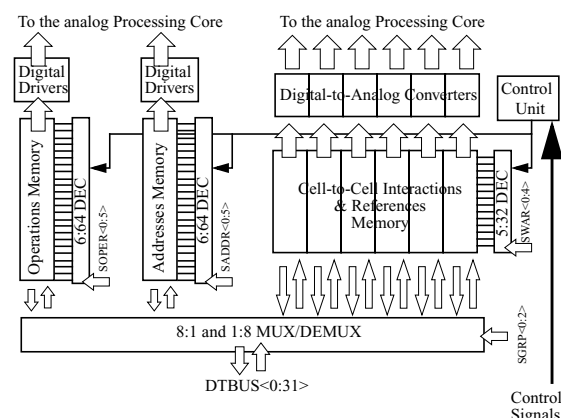 To the analog Processing Core
To the analog Processing Core
Digital
Drivers
Digital
Drivers
Digital-to-Analog Converters
Control
Unit
Operations Memory
6:64 DEC
SOPER<0:5>
Addresses Memory
6:64 DEC
SADDR<0:5>
Cell-to-Cell Interactions
& References
Memory
5:32 DEC
SWAR<0:4>
8:1 and 1:8 MUX/DEMUX
SGRP<0:2>
DTBUS<0:31>
Control
Signals